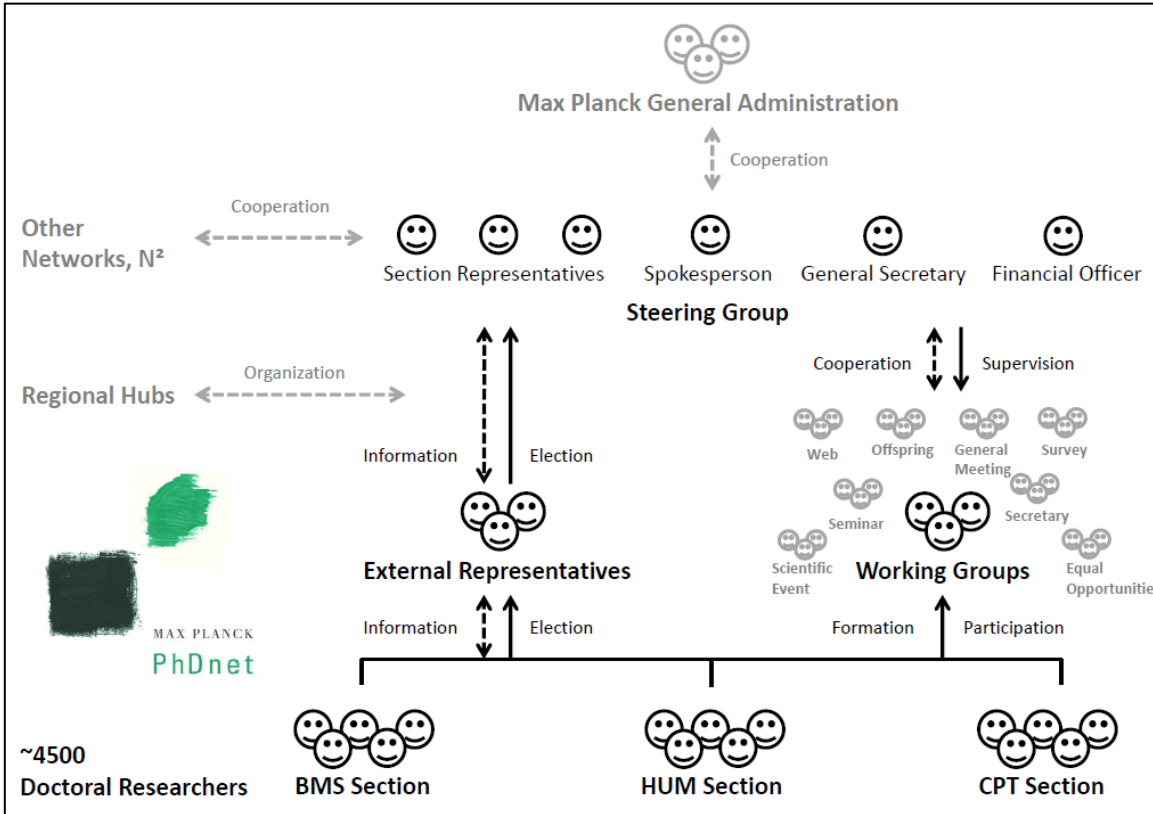 Max Planck General Administration
Cooperation
Cooperation
Other
Networks, N²
Section Representatives
Spokesperson
General Secretary
Financial Officer
Steering Group
Cooperation
Supervision
Organization
Regional Hubs
Web
Offspring
General
Meeting
Survey
Information
Election
Seminar
Secretary
External Representatives
Scientific
Event
Working Groups
Equal
Opportunitie
Information
Election
Formation
Participation
MAX PLANCK
PhDnet
~4500
Doctoral Researchers
BMS Section
HUM Section
CPT Section